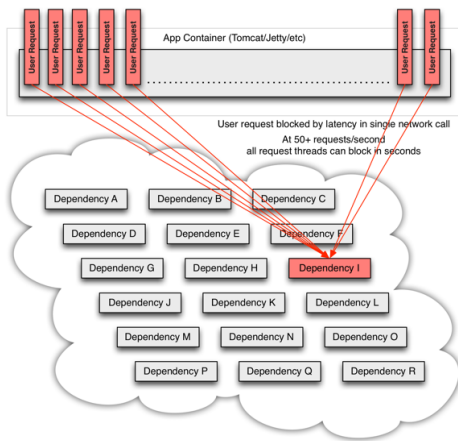 User Request
User Request
User Request
User Request
User Request
User Request
User Request
App Container (Tomcat/Jetty/etc)
User request blocked by latency in single network call
At 50+ requests/second
all request threads can block in seconds
Dependency A
Dependency B
Dependency C
Dependency D
Dependency E
Dependency F
Dependency G
Dependency H
Dependency I
Dependency J
Dependency K
Dependency L
Dependency M
Dependency N
Dependency O
Dependency P
Dependency Q
Dependency R